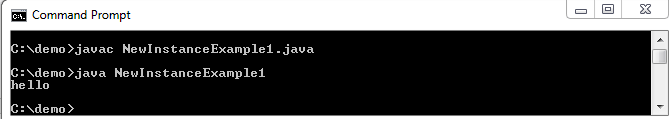 Command Prompt
C:\demo>javac NewInstanceExample1.java
C:\demo>java NewInstanceExample1
hello
C:\demo>